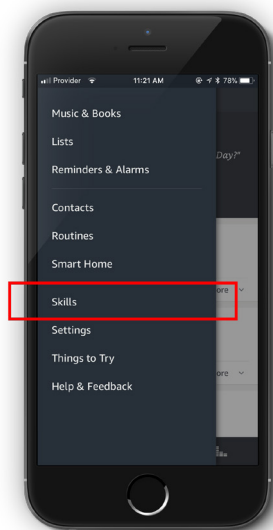 Provider 11:21 AM 78%
Music & Books
Day?"
Lists
Reminders & Alarms
Contacts
Routines
Smart Home
ore
Skills
Settings
Things to Try
ore
Help & Feedback